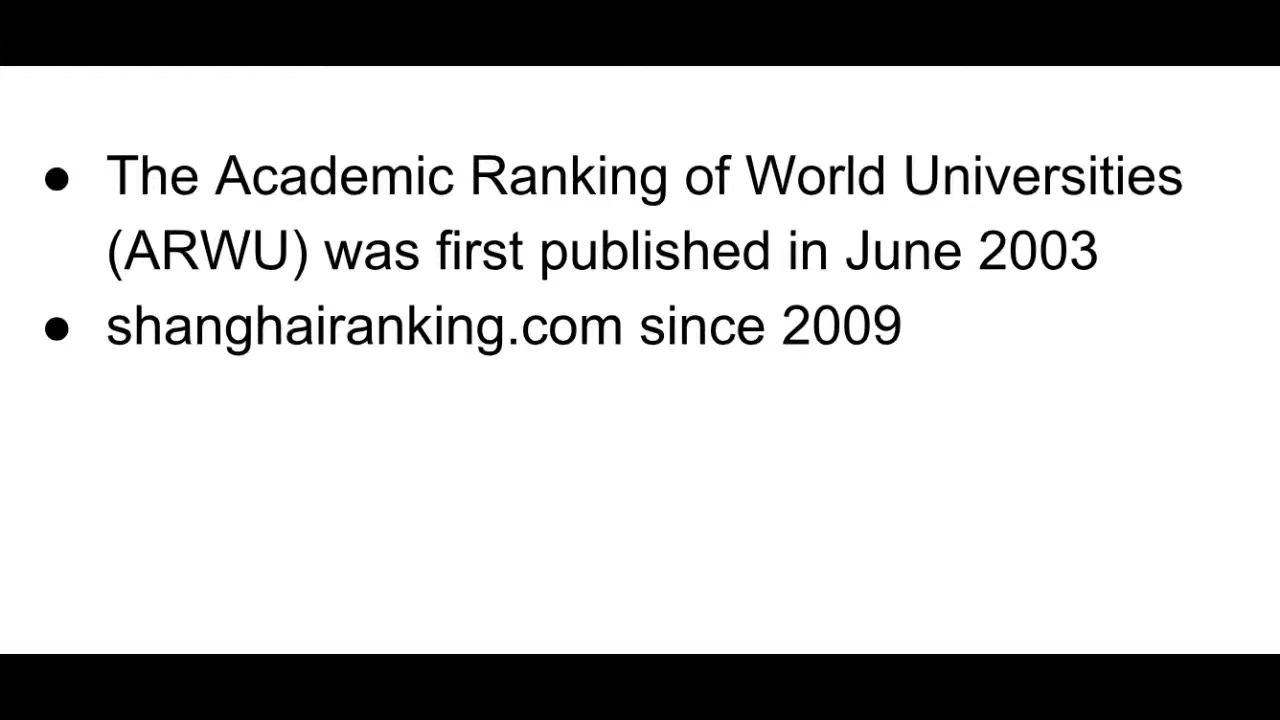 ● The Academic Ranking of World Universities
(ARWU) was first published in June 2003
● shanghairanking.com since 2009